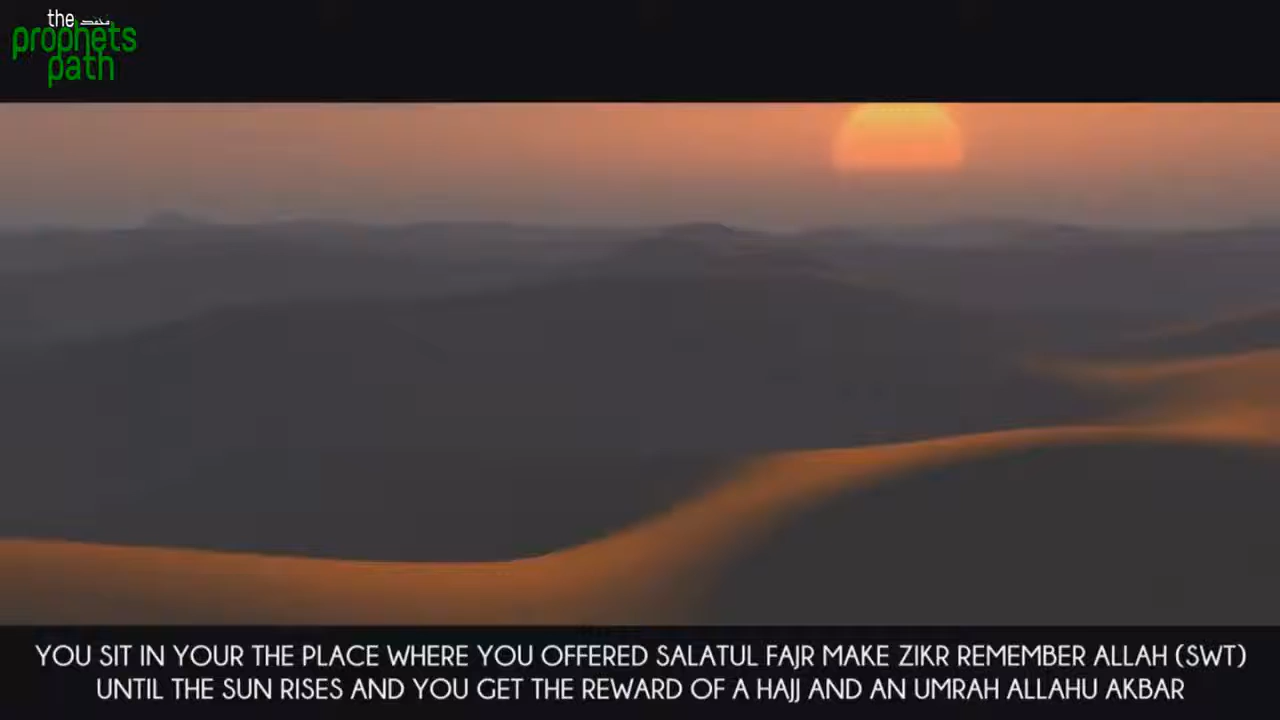 the
prophets
path
YOU SIT IN YOUR THE PLACE WHERE YOU OFFERED SALATUL FAJR MAKE ZIKR REMEMBER ALLAH (SWT)
UNTIL THE SUN RISES AND YOU GET THE REWARD OF A HAJJ AND AN UMRAH ALLAHU AKBAR